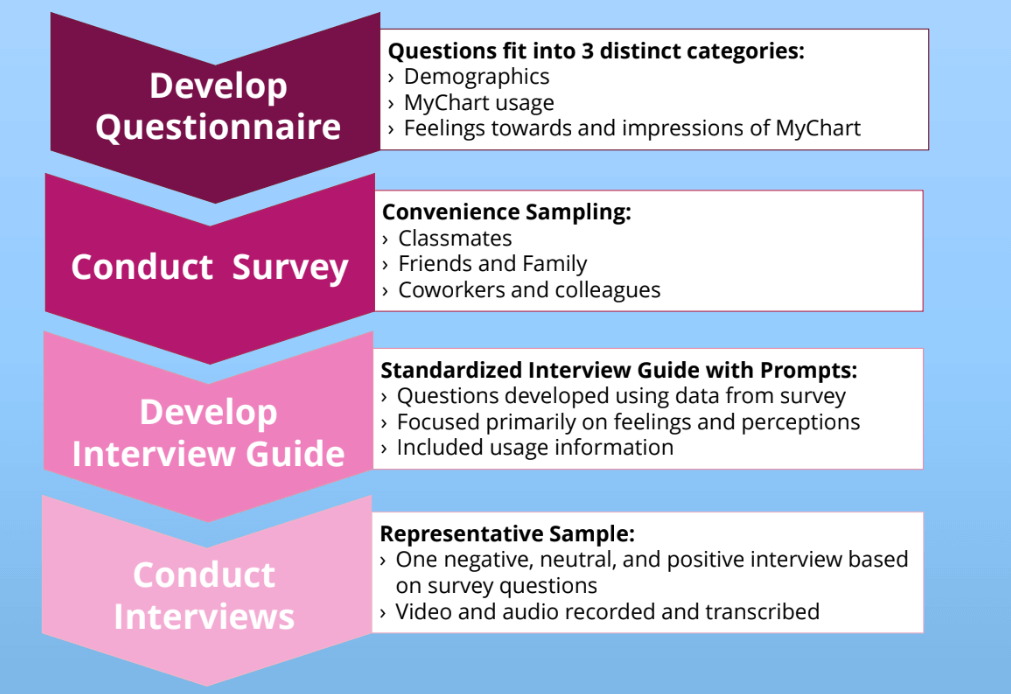 Develop
Questionnaire
Questions fit into 3 distinct categories:
› Demographics
› MyChart usage
› Feelings towards and impressions of MyChart
Conduct  Survey
Convenience Sampling:
› Classmates
› Friends and Family
› Coworkers and colleagues
Develop
Interview Guide
Standardized Interview Guide with Prompts:
› Questions developed using data from survey
› Focused primarily on feelings and perceptions
› Included usage information
Conduct
Interviews
Representative Sample:
› One negative, neutral, and positive interview based
on survey questions
› Video and audio recorded and transcribed